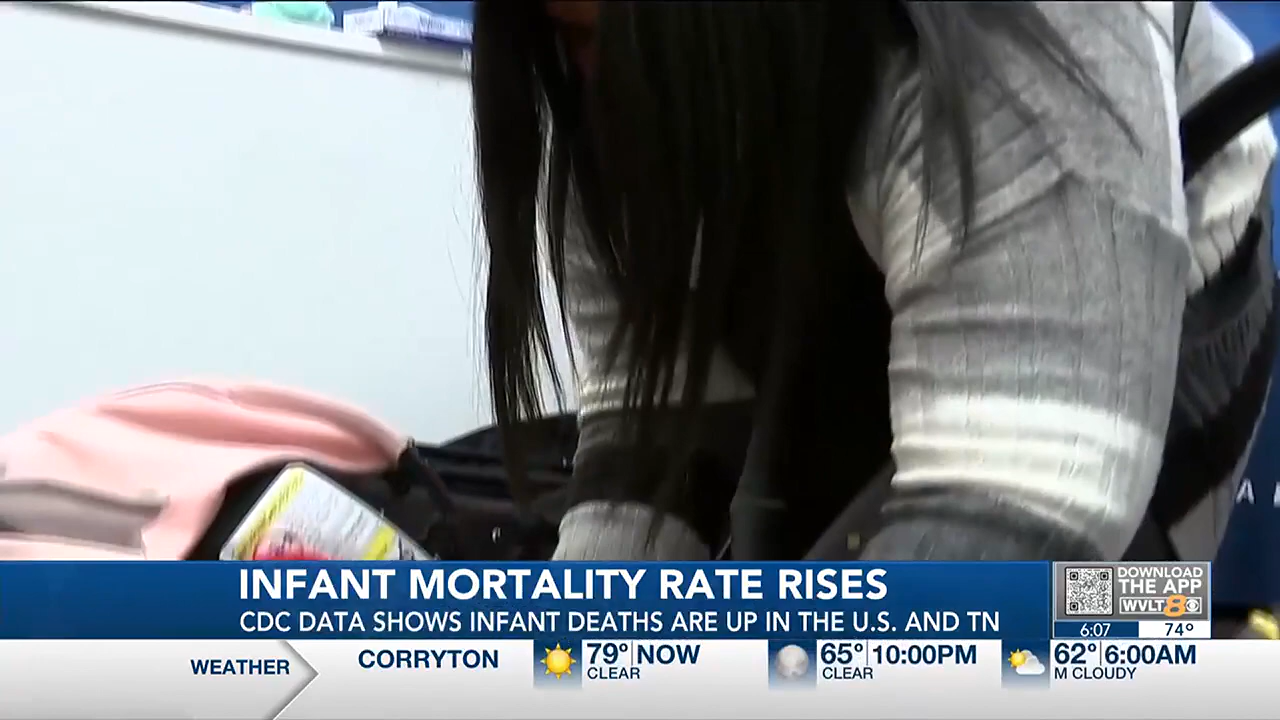 A
INFANT MORTALITY RATE RISES
CDC DATA SHOWS INFANT DEATHS ARE UP IN THE U.S. AND TN
DOWNLOAD
THE APP
WVLT8
6:07 74°
WEATHER
CORRYTON
79° NOW
CLEAR
65° 10:00PM
CLEAR
62° 6:00AM
M CLOUDY